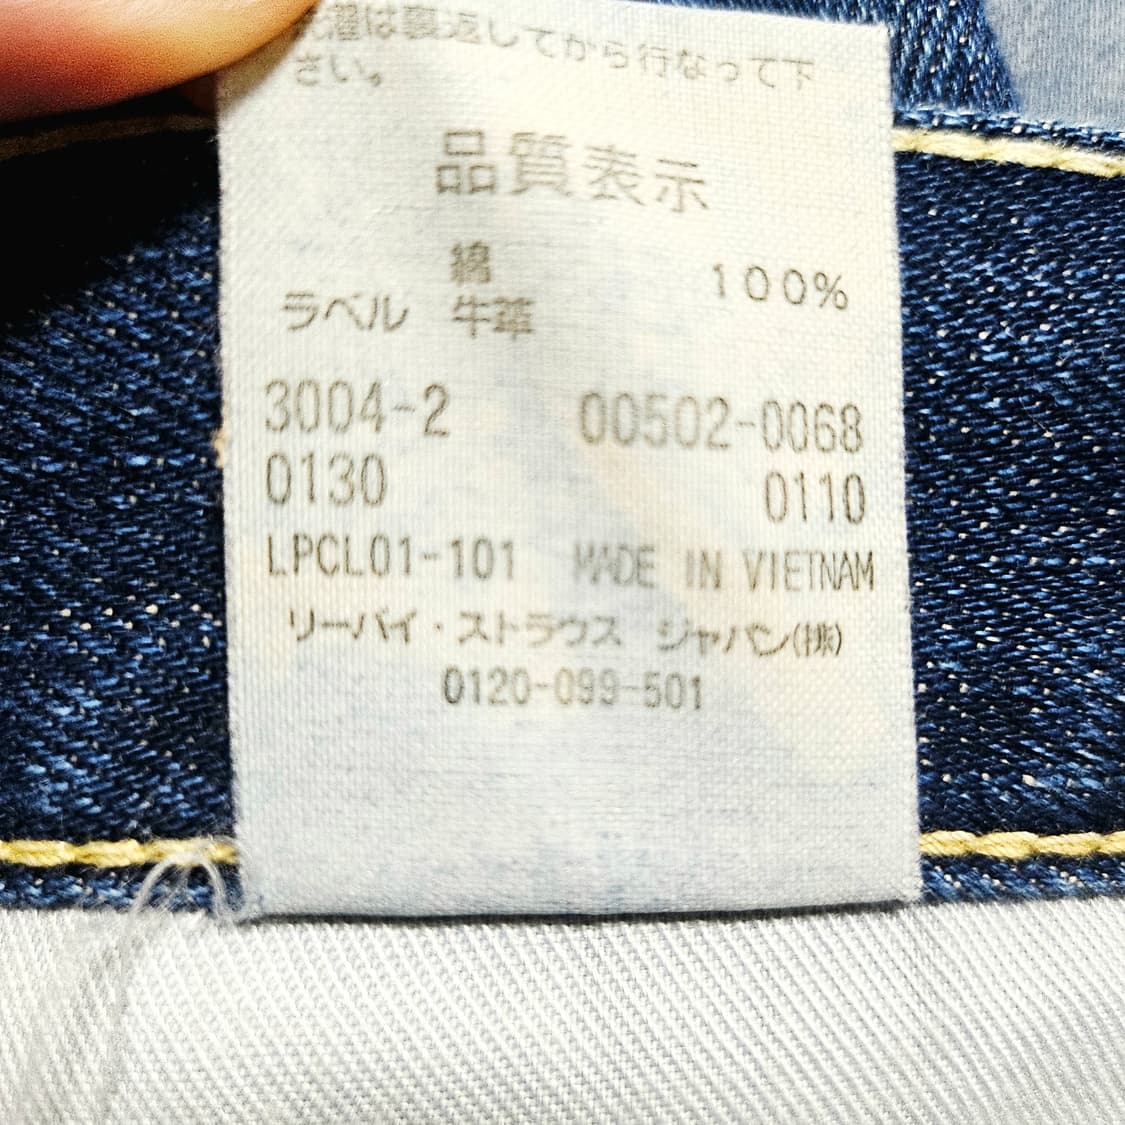 洗濯は裏返してから行なって下
さい。
品質表示
綿 100%
ラベル 牛革
3004-2 00502-0068
0130 0110
LPCL01-101 MADE IN VIETNAM
リーバイ・ストラウス ジャパン(株)
0120-099-501